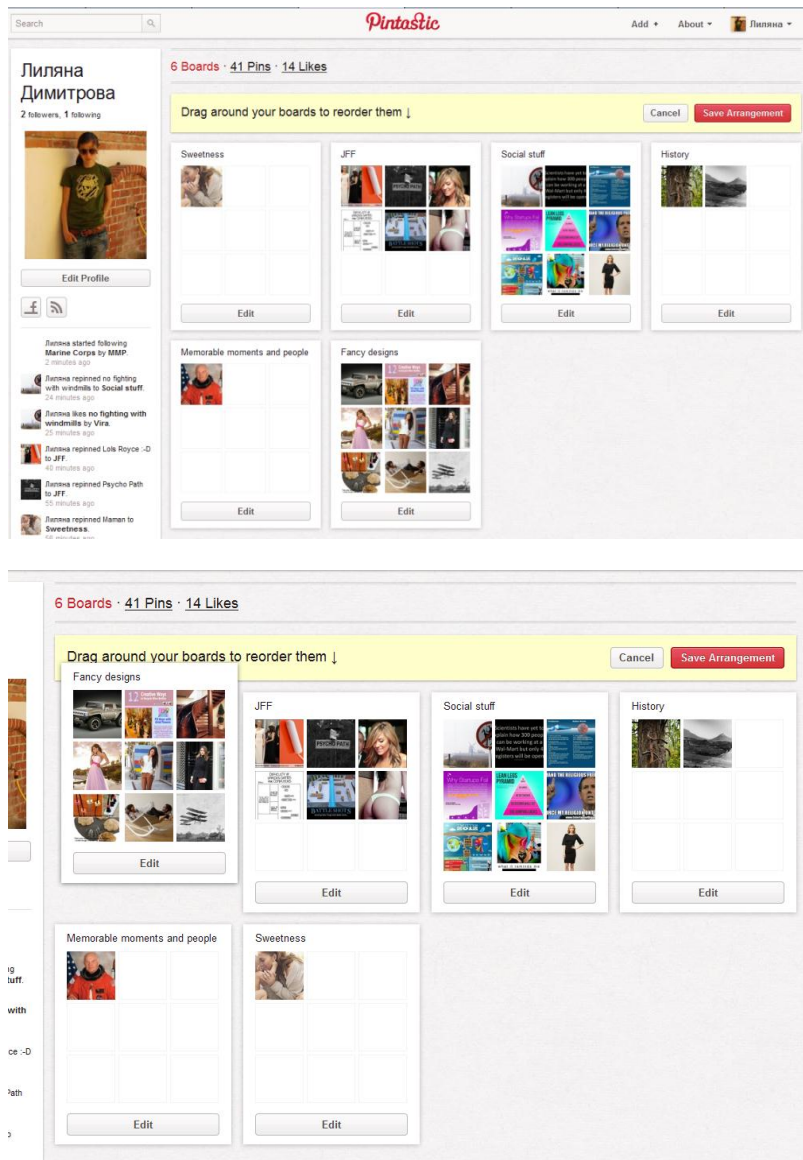 Search
Pintastic
Add +
About
Лиляна
Лиляна
Димитрова
2 followers, 1 following
Edit Profile
Лиляна started following
Marine Corps by MMP.
2 minutes ago
Лиляна repinned no fighting
with windmills to Social stuff.
24 minutes ago
Лиляна likes no fighting with
windmills by Vira.
25 minutes ago
Лиляна repinned Lois Royce :-D
to JFF.
40 minutes ago
Лиляна repinned Psycho Path
to JFF.
55 minutes ago
Лиляна repinned Maman to
Sweetness.
6 Boards · 41 Pins · 14 Likes
Drag around your boards to reorder them ↓
Cancel
Save Arrangement
Sweetness
Edit
JFF
Edit
Social stuff
Edit
History
Edit
Memorable moments and people
Edit
Fancy designs
Edit
6 Boards · 41 Pins · 14 Likes
Drag around your boards to reorder them ↓
Cancel
Save Arrangement
Fancy designs
Edit
JFF
PSYCHO PATH
Edit
Social stuff
Why Startups Fail
LEAN LESS
PYRAMID
Edit
History
Edit
Memorable moments and people
Edit
Sweetness
Edit
tuff.
with
ce :-D
Path